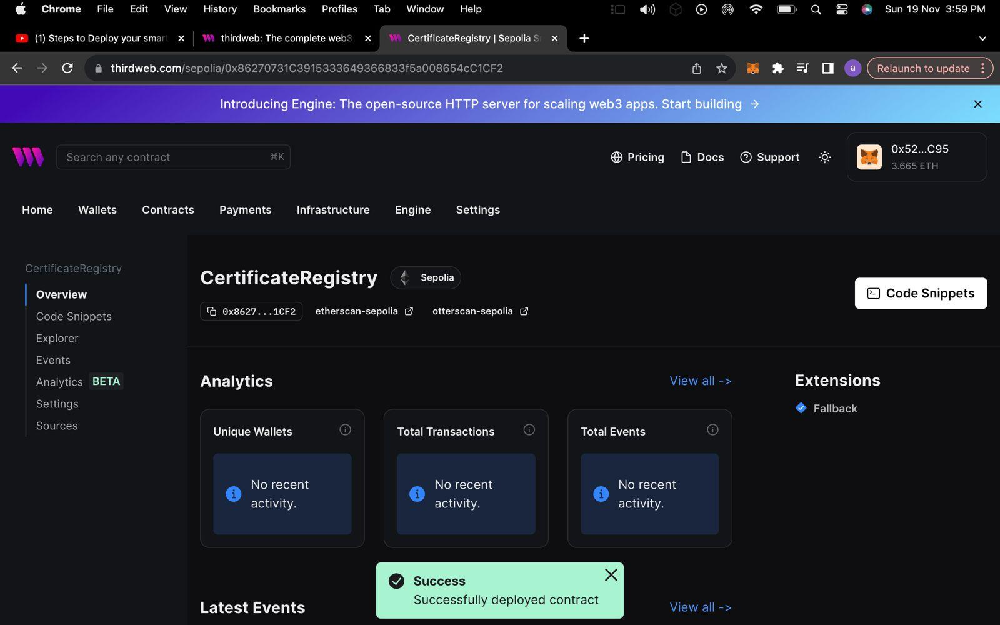 Chrome File Edit View History Bookmarks Profiles Tab Window Help Sun 19 Nov 3:59 PM
(1) Steps to Deploy your smart thirdweb: The complete web3 CertificateRegistry | Sepolia S
thirdweb.com/sepolia/0x86270731C3915333649366833f5a008654cC1CF2 a Relaunch to update
Introducing Engine: The open-source HTTP server for scaling web3 apps. Start building →
Search any contract ⌘K Pricing Docs Support 0x52...C95
3.665 ETH
Home Wallets Contracts Payments Infrastructure Engine Settings
CertificateRegistry
Overview
Code Snippets
Explorer
Events
Analytics BETA
Settings
Sources
CertificateRegistry Sepolia
0x8627...1CF2 etherscan-sepolia otterscan-sepolia
Code Snippets
Analytics View all ->
Unique Wallets
No recent
activity.
Total Transactions
No recent
activity.
Total Events
No recent
activity.
Extensions
Fallback
Success
Successfully deployed contract
Latest Events View all ->